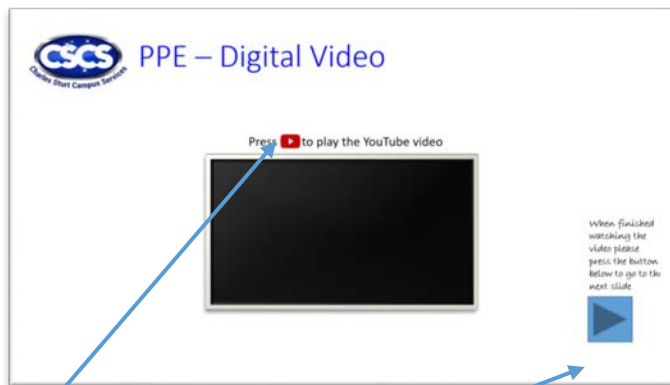 CSCS
Charles Sturt Campus Services
PPE – Digital Video
Press to play the YouTube video
When finished
watching the
video please
press the button
below to go to
next slide